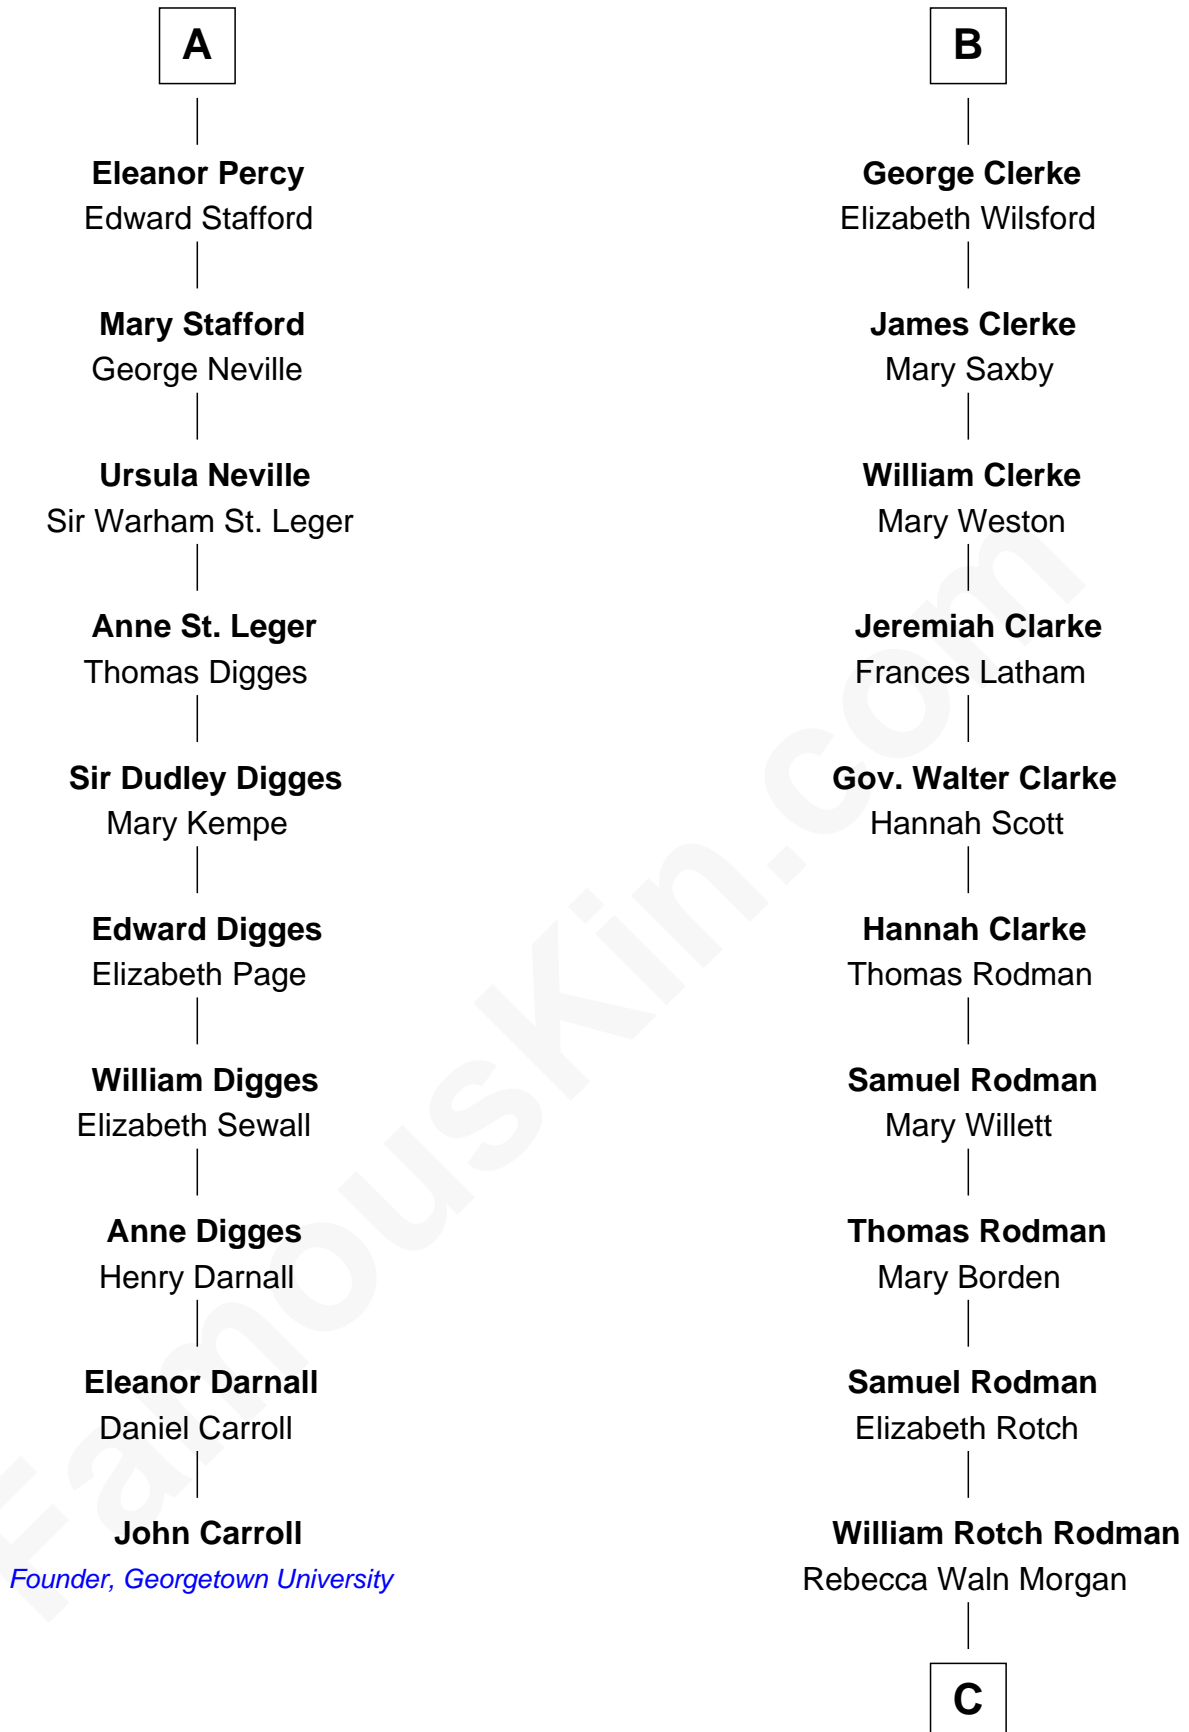 A
Eleanor Percy
Edward Stafford
Mary Stafford
George Neville
Ursula Neville
Sir Warham St. Leger
Anne St. Leger
Thomas Digges
Sir Dudley Digges
Mary Kempe
Edward Digges
Elizabeth Page
William Digges
Elizabeth Sewall
Anne Digges
Henry Darnall
Eleanor Darnall
Daniel Carroll
John Carroll
Founder, Georgetown University
B
George Clerke
Elizabeth Wilsford
James Clerke
Mary Saxby
William Clerke
Mary Weston
Jeremiah Clarke
Frances Latham
Gov. Walter Clarke
Hannah Scott
Hannah Clarke
Thomas Rodman
Samuel Rodman
Mary Willett
Thomas Rodman
Mary Borden
Samuel Rodman
Elizabeth Rotch
William Rotch Rodman
Rebecca Waln Morgan
C
FamousKin.com